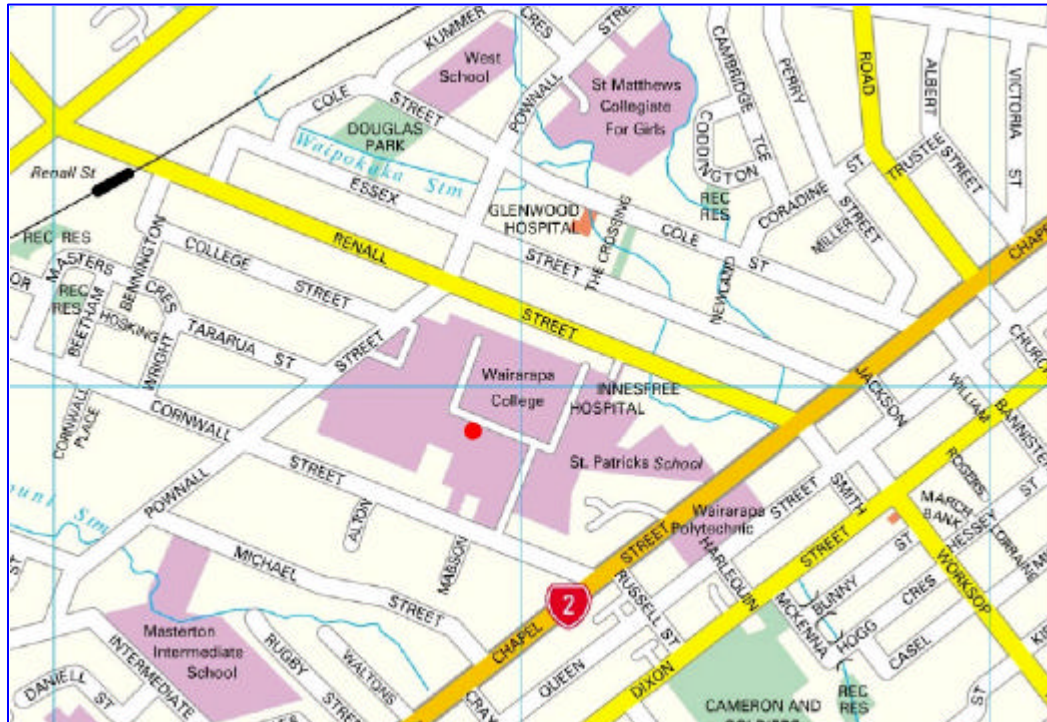 KUMMER
CRES
STREET
West
School
POWNALL
St Matthews
Collegiate
For Girls
CAMBRIDGE
TCE
PERRY
STREET
ROAD
ALBERT
STREET
VICTORIA
ST
TRUSTEE
COLE
STREET
DOUGLAS
PARK
Waipokaka Stm
CODDINGTON
Renall St
ESSEX
STREET
GLENWOOD
HOSPITAL
REC
RES
CORADINE
ST
MILLER
THE CROSSING
COLE
ST
NEWLAND
CHAPEL
REC RES
MASTERS
CRES
BENNINGTON
COLLEGE
STREET
RENALL
STREET
REC
RES
BEETHAM
HOSKING
WRIGHT
TARARUA
ST
STREET
Wairarapa
College
INNESFREE
HOSPITAL
JACKSON
CHURCH
WILLIAM
BANNISTER
CORNWALL
PLACE
CORNWALL
STREET
St. Patricks School
ROGERS
ST
POWNALL
ALTON
MABSON
STREET
Wairarapa
Polytechnic
STREET
SMITH
MARCH
BANK
HESSEY
LORRAINE
ST
MICHAEL
STREET
HARLEQUIN
STREET
BUNNY
ST
WORKSOP
2
RUSSELL ST
MCKENNA
HOGG
CRES
CASEL
Masterton
Intermediate
School
RUGBY
WALTONS
CHAPEL
QUEEN
DIXON
INTERMEDIATE
DANIELL
ST
REC
RES
ST
CAMERON AND